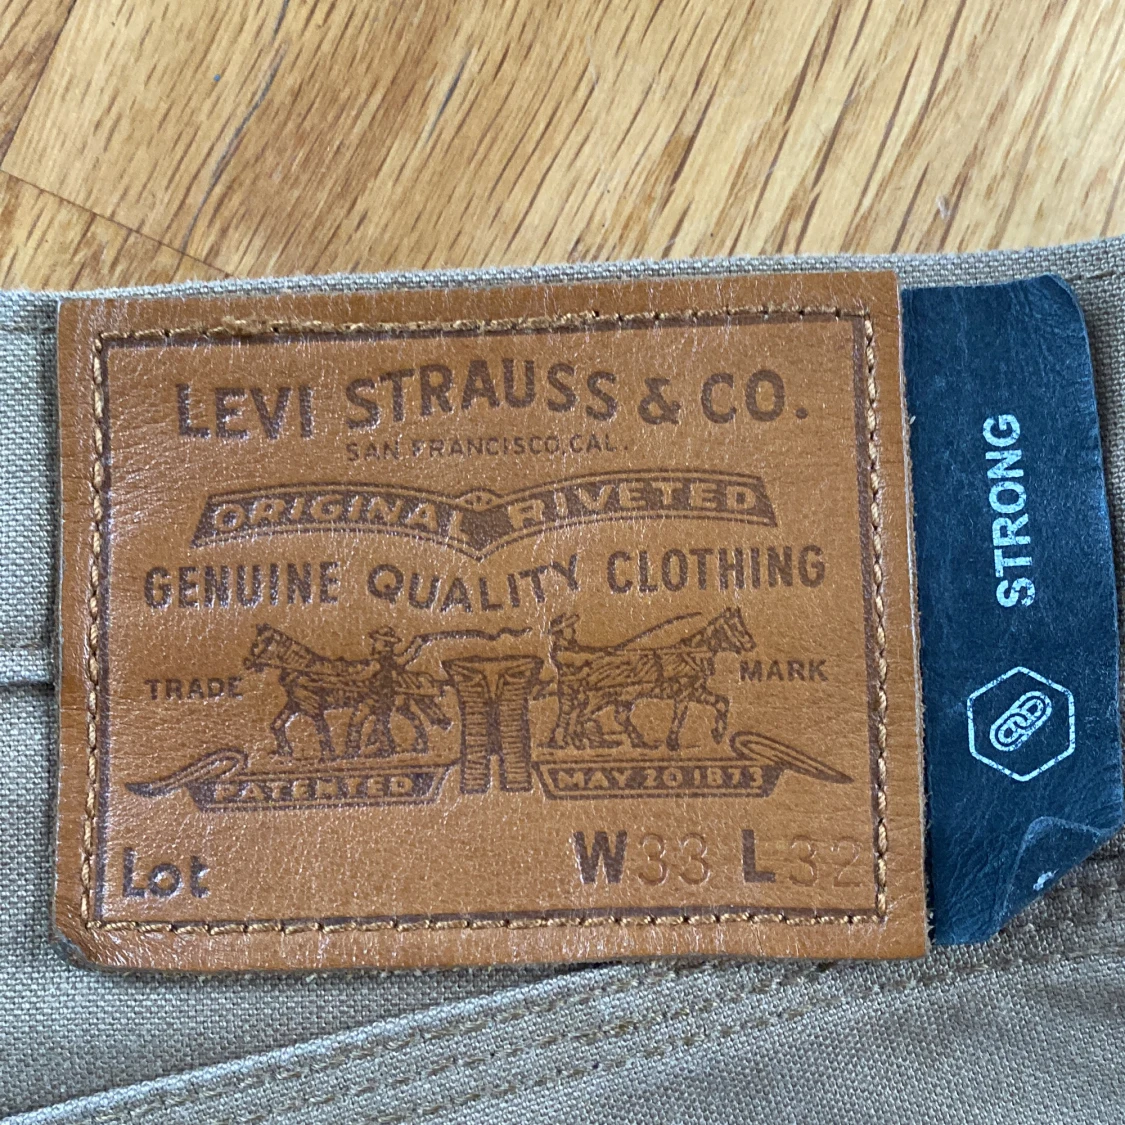 LEVI STRAUSS & CO.
SAN FRANCISCO, CAL.
ORIGINAL RIVETED
GENUINE QUALITY CLOTHING
TRADE MARK
PATENTED MAY 20 1873
Lot W33 L32
STRONG